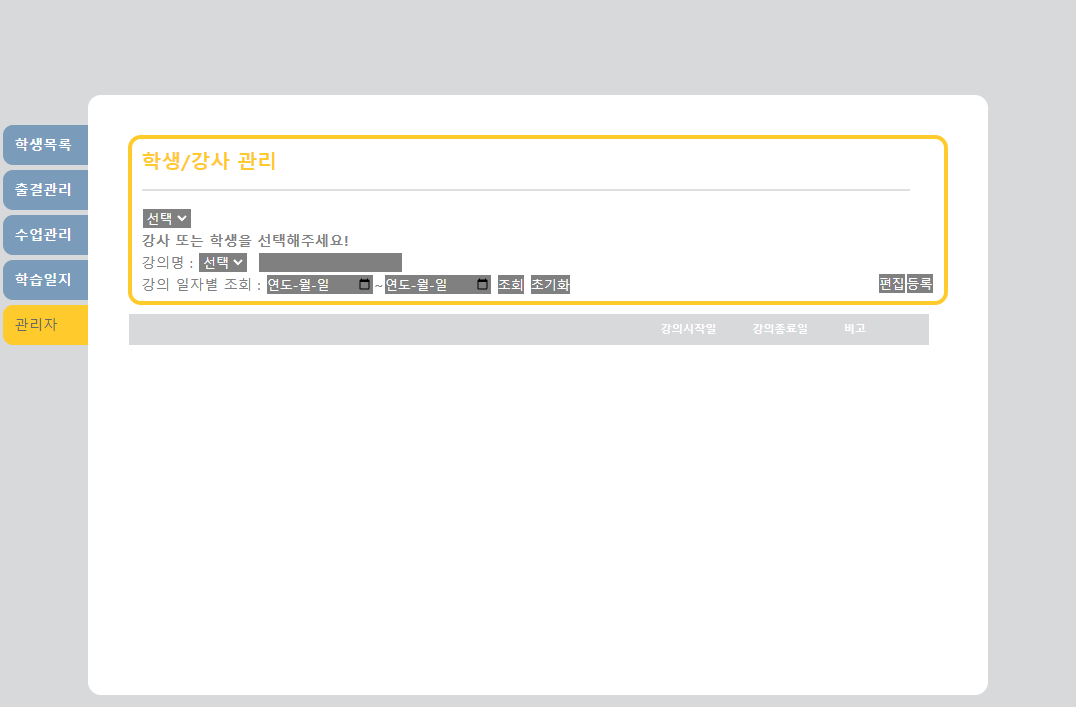 학생목록
출결관리
수업관리
학습일지
관리자
학생/강사 관리
선택
강사 또는 학생을 선택해주세요!
강의명 : 선택
강의 일자별 조회 : 연도-월-일 ~ 연도-월-일 조회 초기화 편집 등록
강의시작일 강의종료일 비고